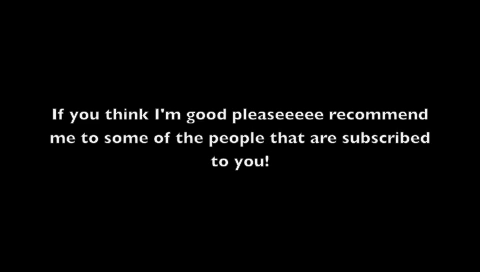 If you think I'm good pleaseeeee recommend
me to some of the people that are subscribed
to you!